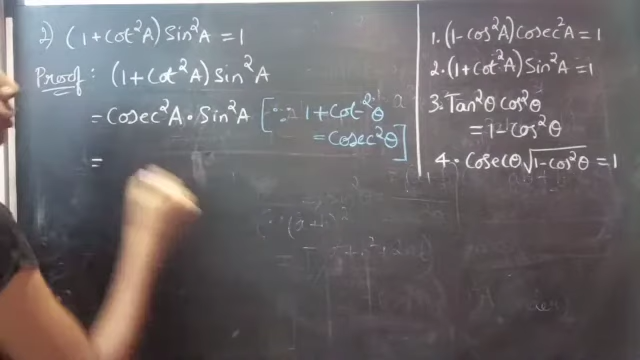 2) (1+Cot²A) Sin²A = 1
Proof : (1+Cot²A) Sin²A
= Cosec²A • Sin²A [∵ 1+Cot²θ
= Cosec²θ]
=
1. (1-Cos²A) Cosec²A = 1
2. (1+Cot²A) Sin²A = 1
3. Tan²θ Cos²θ
= 1-Cos²θ
4. Cosecθ √1-Cos²θ = 1